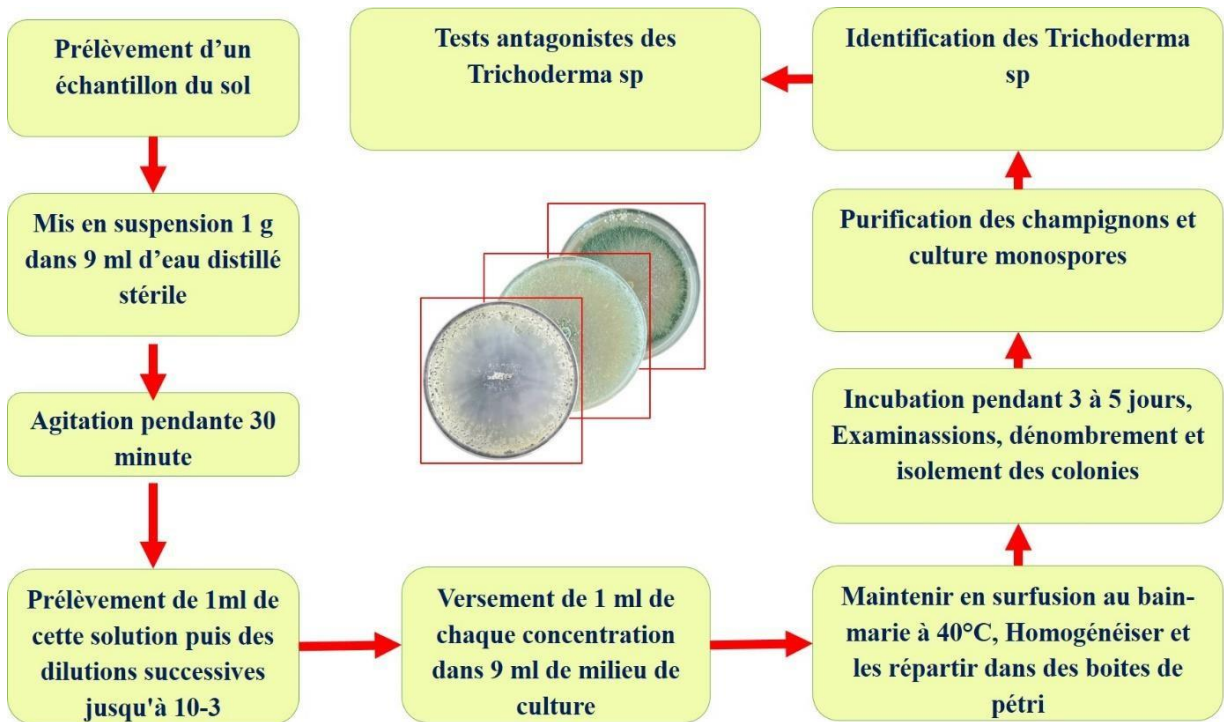 Prélèvement d’un
échantillon du sol
Mis en suspension 1 g
dans 9 ml d’eau distillé
stérile
Agitation pendante 30
minute
Prélèvement de 1ml de
cette solution puis des
dilutions successives
jusqu'à 10-3
Versement de 1 ml de
chaque concentration
dans 9 ml de milieu de
culture
Maintenir en surfusion au bain-
marie à 40°C, Homogénéiser et
les répartir dans des boites de
pétri
Incubation pendant 3 à 5 jours,
Examinassions, dénombrement et
isolement des colonies
Purification des champignons et
culture monospores
Identification des Trichoderma
sp
Tests antagonistes des
Trichoderma sp